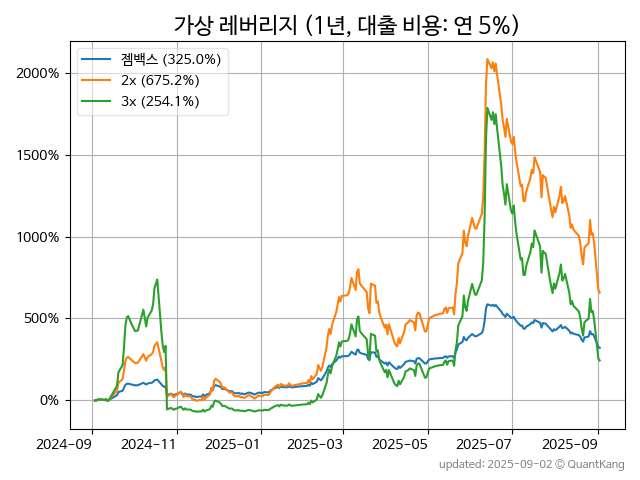 가상 레버리지 (1년, 대출 비용: 연 5%)
젬백스 (325.0%)
2x (675.2%)
3x (254.1%)
2000%
1500%
1000%
500%
0%
2024-09 2024-11 2025-01 2025-03 2025-05 2025-07 2025-09
updated: 2025-09-02 © QuantKang